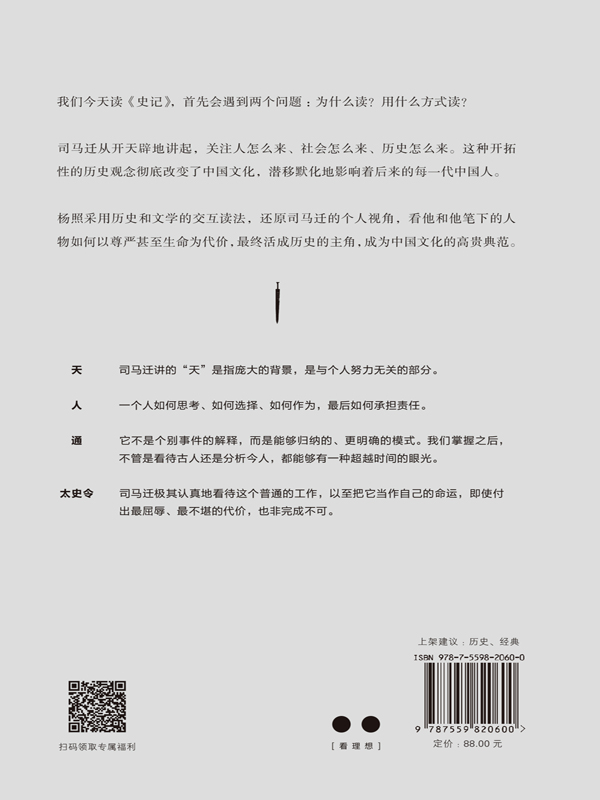 我们今天读《史记》，首先会遇到两个问题：为什么读？用什么方式读？
司马迁从开天辟地讲起，关注人怎么来、社会怎么来、历史怎么来。这种开拓
性的历史观念彻底改变了中国文化，潜移默化地影响着后来的每一代中国人。
杨照采用历史和文学的交互读法，还原司马迁的个人视角，看他和他笔下的人
物如何以尊严甚至生命为代价，最终活成历史的主角，成为中国文化的高贵典范。
天 司马迁讲的“天”是指庞大的背景，是与个人努力无关的部分。
人 一个人如何思考、如何选择、如何作为，最后如何承担责任。
通 它不是个别事件的解释，而是能够归纳的、更明确的模式。我们掌握之后，
不管是看待古人还是分析今人，都能够有一种超越时间的眼光。
太史令 司马迁极其认真地看待这个普通的工作，以至把它当作自己的命运，即使付
出最屈辱、最不堪的代价，也非完成不可。
上架建议：历史、经典
ISBN 978-7-5598-2060-0
9 787559 820600 >
定价：88.00 元
扫码领取专属福利
[ 看理想 ]